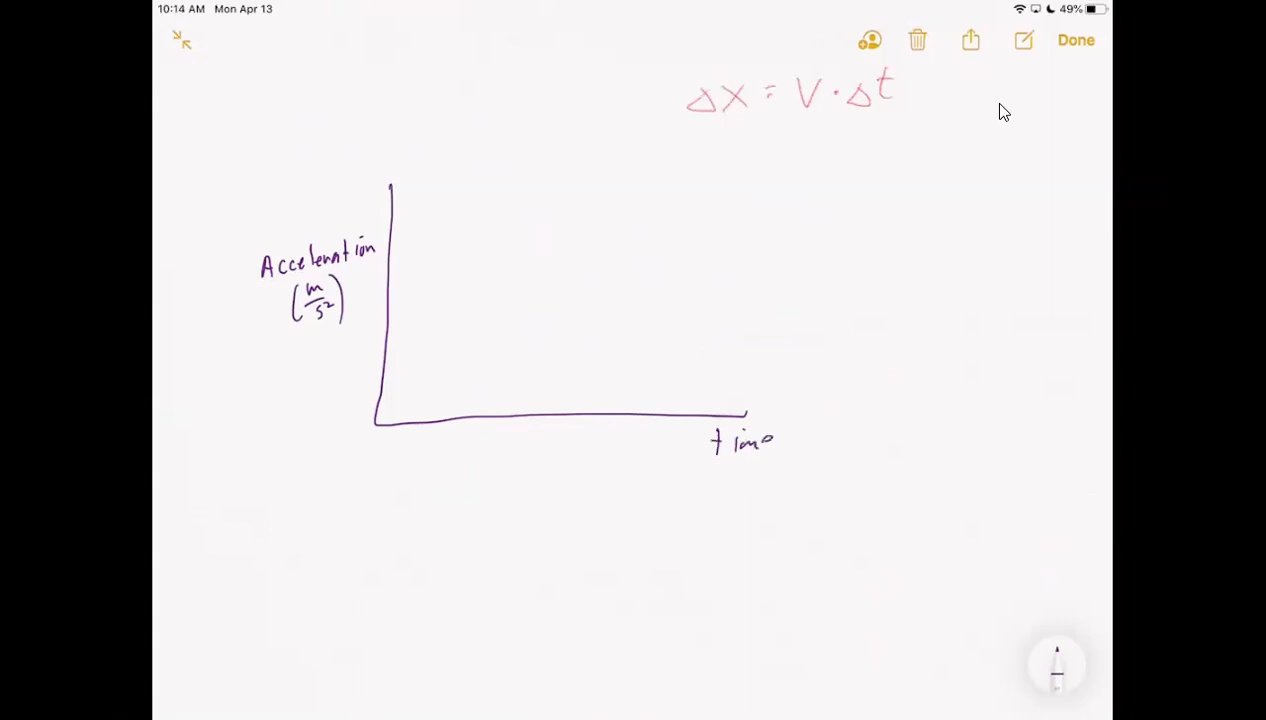 10:14 AM Mon Apr 13 49%
Done
Δx = V · Δt
Acceleration
(m/s²)
time